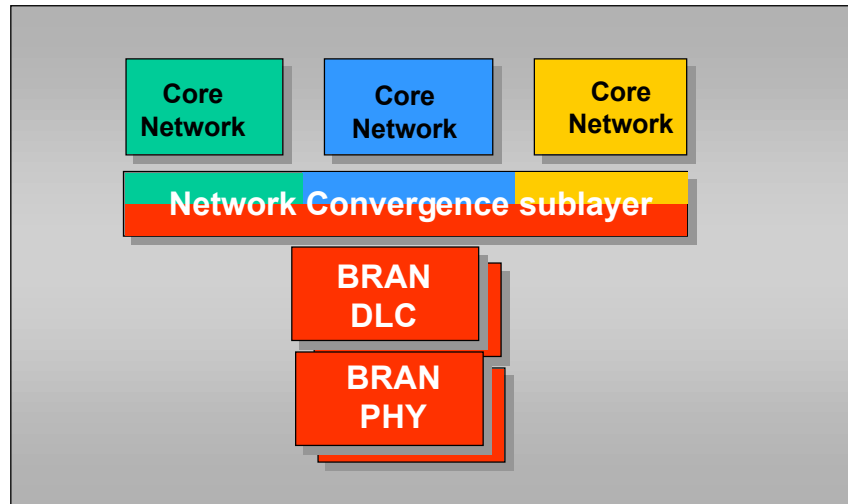 Core
Network
Core
Network
Core
Network
Network Convergence sublayer
BRAN
DLC
BRAN
PHY